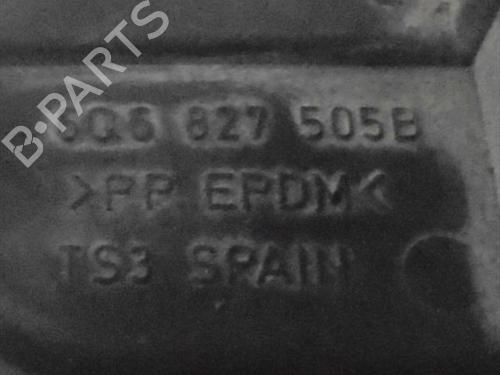 B-PARTS
6Q6 827 505B
>PP EPDM<
TS3 SPAIN